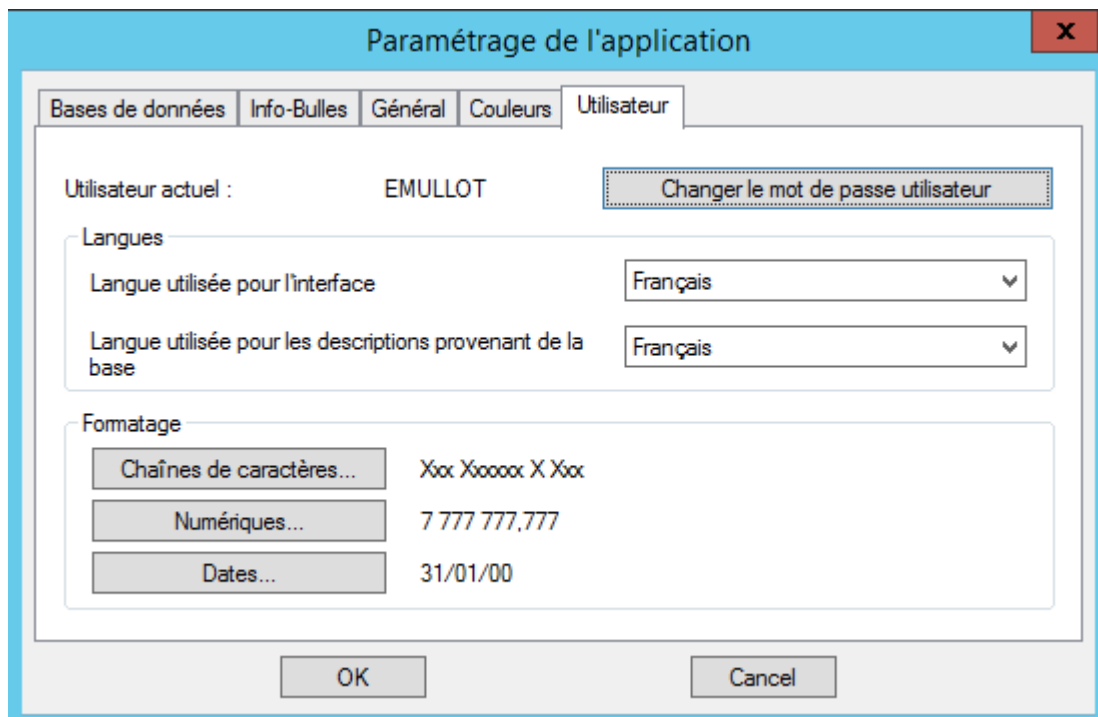 Paramétrage de l'application
x
Bases de données Info-Bulles Général Couleurs Utilisateur
Utilisateur actuel : EMULLOT Changer le mot de passe utilisateur
Langues
Langue utilisée pour l'interface Français
Langue utilisée pour les descriptions provenant de la
base
Français
Formatage
Chaînes de caractères... Xxx Xxxxxx X Xxx
Numériques... 7 777 777,777
Dates... 31/01/00
OK Cancel